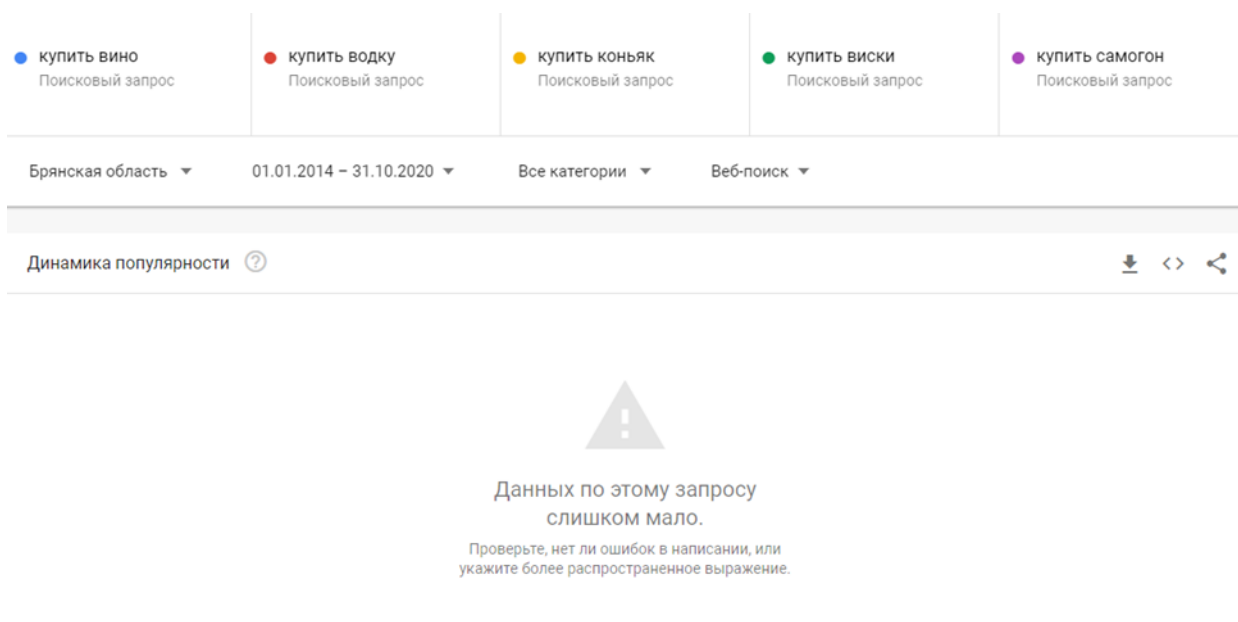 купить вино
Поисковый запрос
купить водку
Поисковый запрос
купить коньяк
Поисковый запрос
купить виски
Поисковый запрос
купить самогон
Поисковый запрос
Брянская область
01.01.2014 – 31.10.2020
Все категории
Веб-поиск
Динамика популярности
Данных по этому запросу
слишком мало.
Проверьте, нет ли ошибок в написании, или
укажите более распространенное выражение.